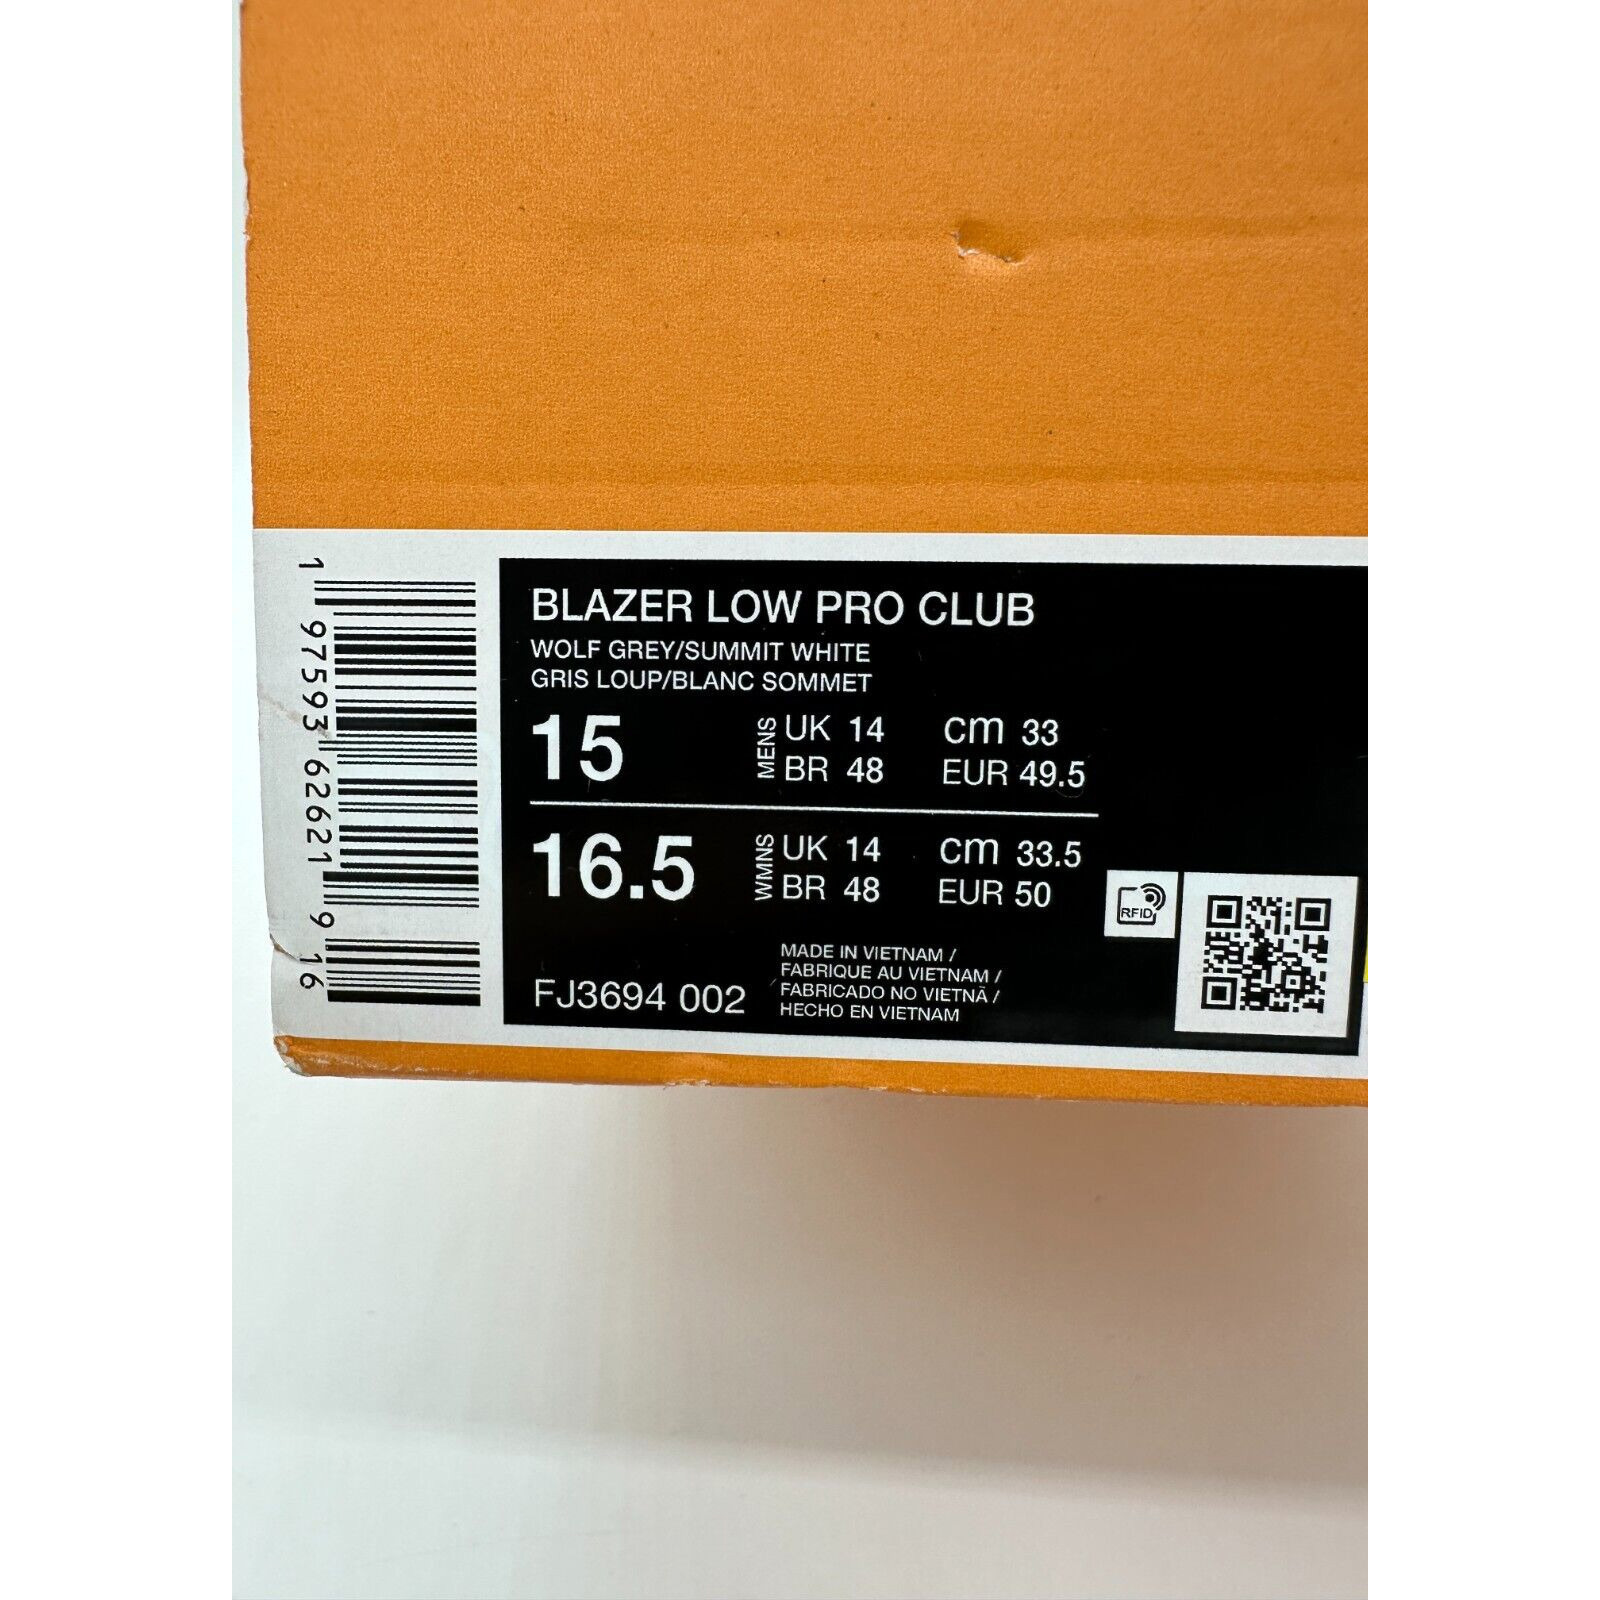 BLAZER LOW PRO CLUB
WOLF GREY/SUMMIT WHITE
GRIS LOUP/BLANC SOMMET
15 MENS UK 14 cm 33
BR 48 EUR 49.5
16.5 WMNS UK 14 cm 33.5
BR 48 EUR 50
RFID
MADE IN VIETNAM /
FABRIQUE AU VIETNAM /
FABRICADO NO VIETNÃ /
HECHO EN VIETNAM
FJ3694 002
1 97593 62621 9 16